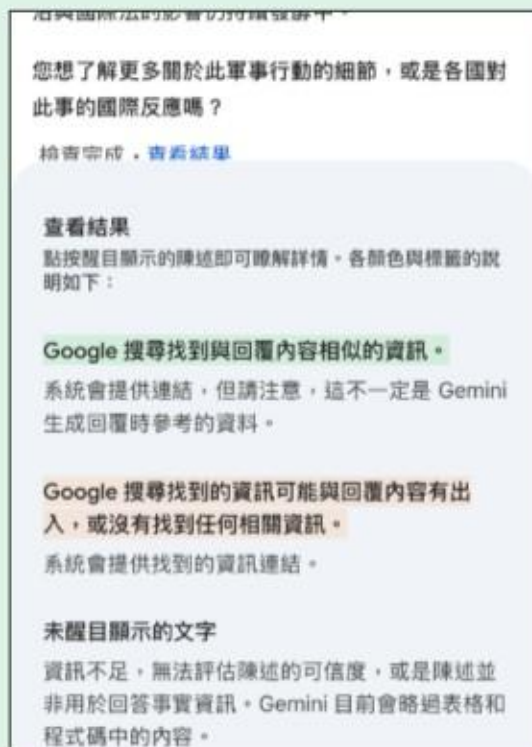 您想了解更多關於此軍事行動的細節，或是各國對
此事的國際反應嗎？
檢查完成・查看結果
查看結果
點按醒目顯示的陳述即可瞭解詳情。各顏色與標籤的說
明如下：
Google 搜尋找到與回覆內容相似的資訊。
系統會提供連結，但請注意，這不一定是 Gemini
生成回覆時參考的資料。
Google 搜尋找到的資訊可能與回覆內容有出
入，或沒有找到任何相關資訊。
系統會提供找到的資訊連結。
未醒目顯示的文字
資訊不足，無法評估陳述的可信度，或是陳述並
非用於回答事實資訊。Gemini 目前會略過表格和
程式碼中的內容。